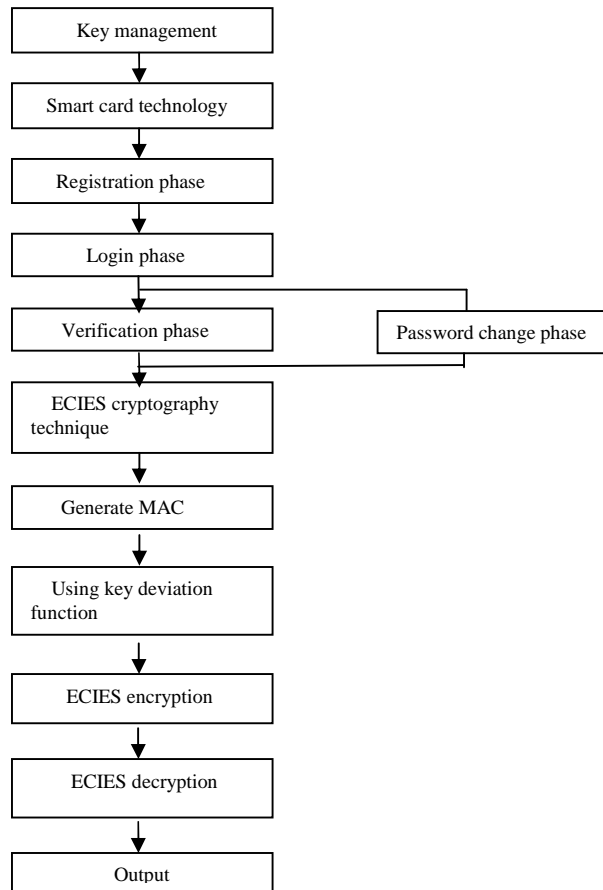 Key management
Smart card technology
Registration phase
Login phase
Verification phase
Password change phase
ECIES cryptography
technique
Generate MAC
Using key deviation
function
ECIES encryption
ECIES decryption
Output